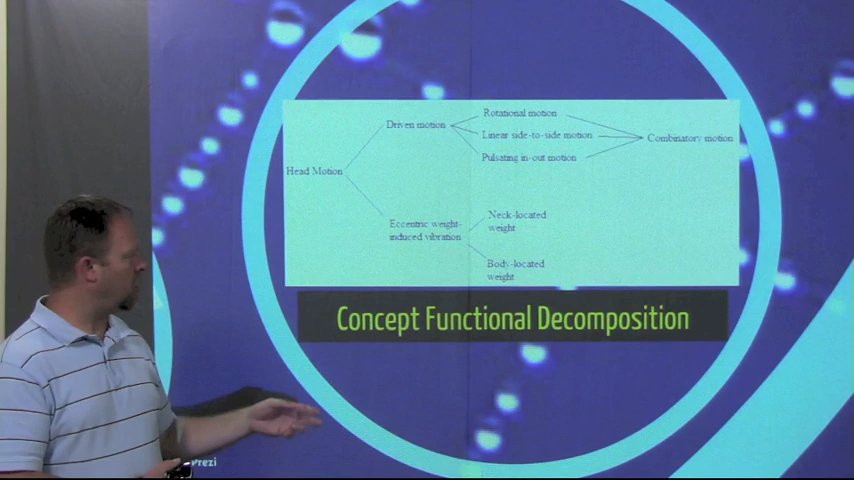 Rotational motion
Driven motion
Linear side-to-side motion
Combinatory motion
Pulsating in-out motion
Head Motion
Neck-located
weight
Eccentric weight-
induced vibration
Body-located
weight
Concept Functional Decomposition
Prezi